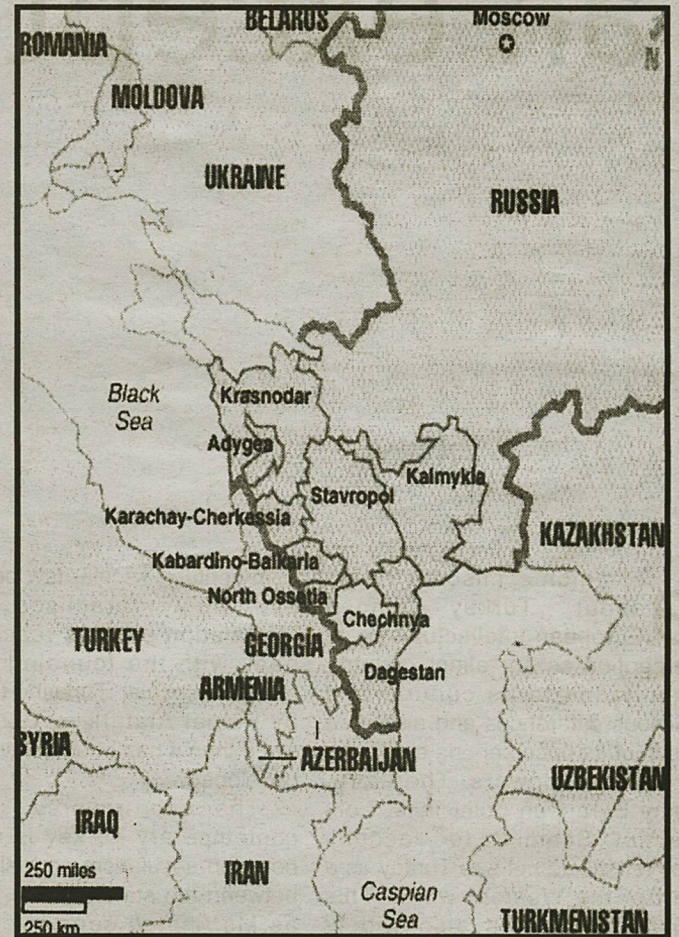 BELARUS
Moscow
ROMANIA
N
MOLDOVA
UKRAINE
RUSSIA
Black
Sea
Krasnodar
Adygea
Kalmykia
Stavropol
Karachay-Cherkessia
KAZAKHSTAN
Kabardino-Balkaria
North Ossetia
Chechnya
TURKEY
GEORGIA
Dagestan
ARMENIA
SYRIA
AZERBAIJAN
UZBEKISTAN
IRAQ
250 miles
IRAN
Caspian
Sea
250 km
TURKMENISTAN